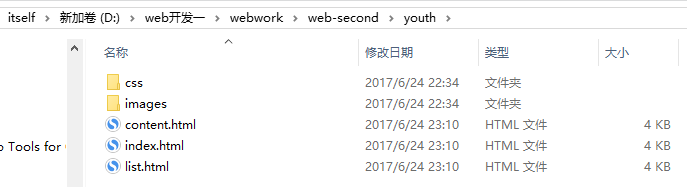 itself > 新加卷 (D:) > web开发一 > webwork > web-second > youth >
名称 修改日期 类型 大小
css 2017/6/24 22:34 文件夹
images 2017/6/24 22:34 文件夹
content.html 2017/6/24 23:10 HTML 文件 4 KB
index.html 2017/6/24 23:10 HTML 文件 4 KB
list.html 2017/6/24 23:10 HTML 文件 4 KB
Tools for